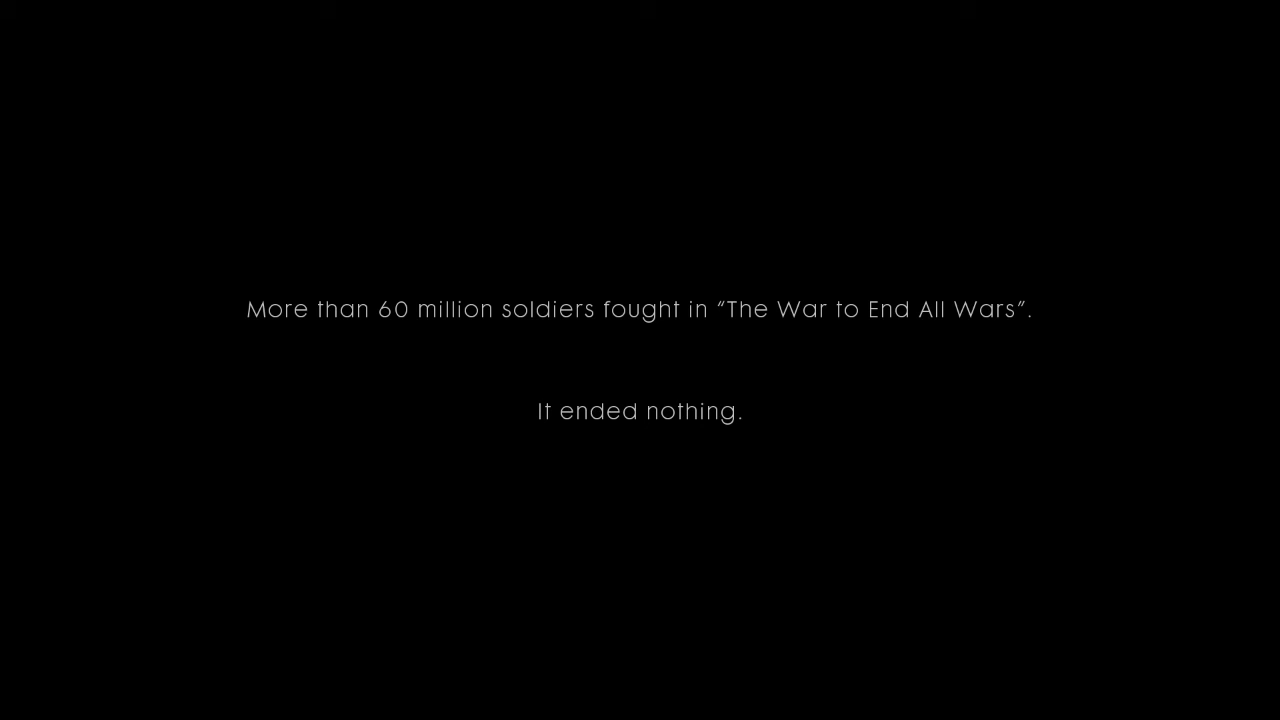 More than 60 million soldiers fought in “The War to End All Wars”.
It ended nothing.